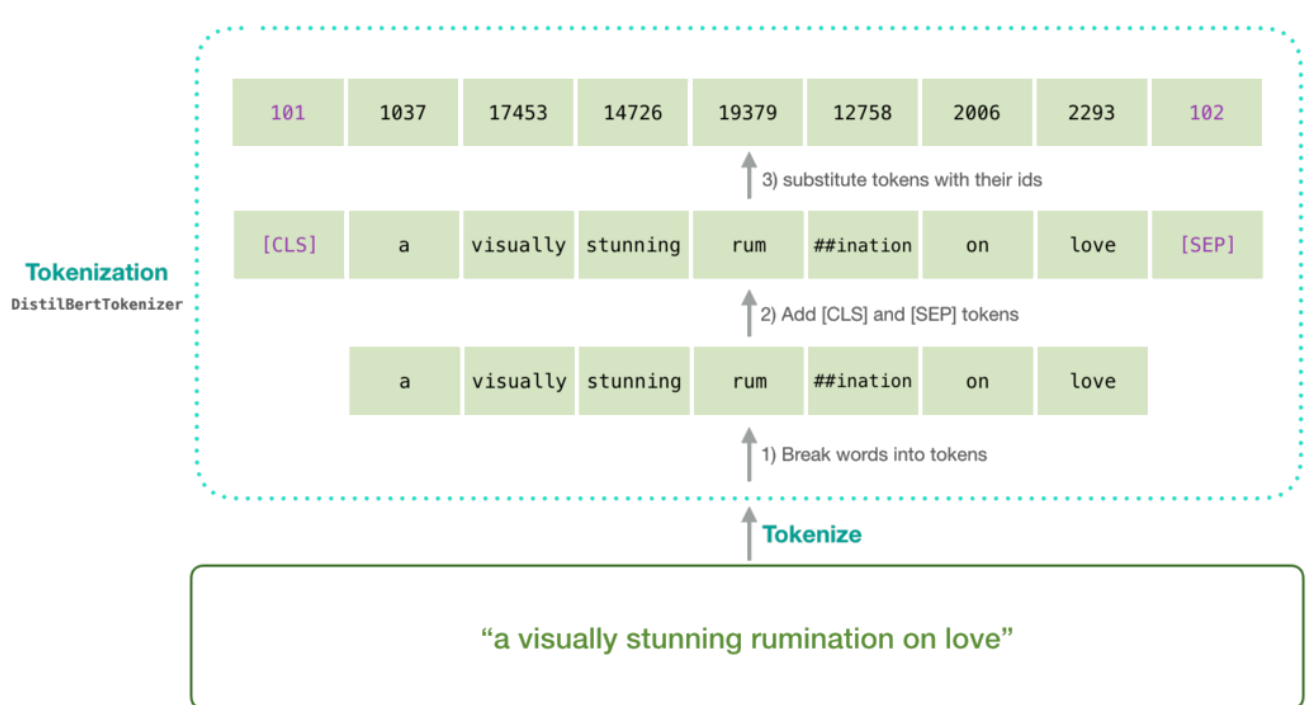 101 1037 17453 14726 19379 12758 2006 2293 102
3) substitute tokens with their ids
[CLS] a visually stunning rum ##ination on love [SEP]
Tokenization
DistilBertTokenizer
2) Add [CLS] and [SEP] tokens
a visually stunning rum ##ination on love
1) Break words into tokens
Tokenize
“a visually stunning rumination on love”